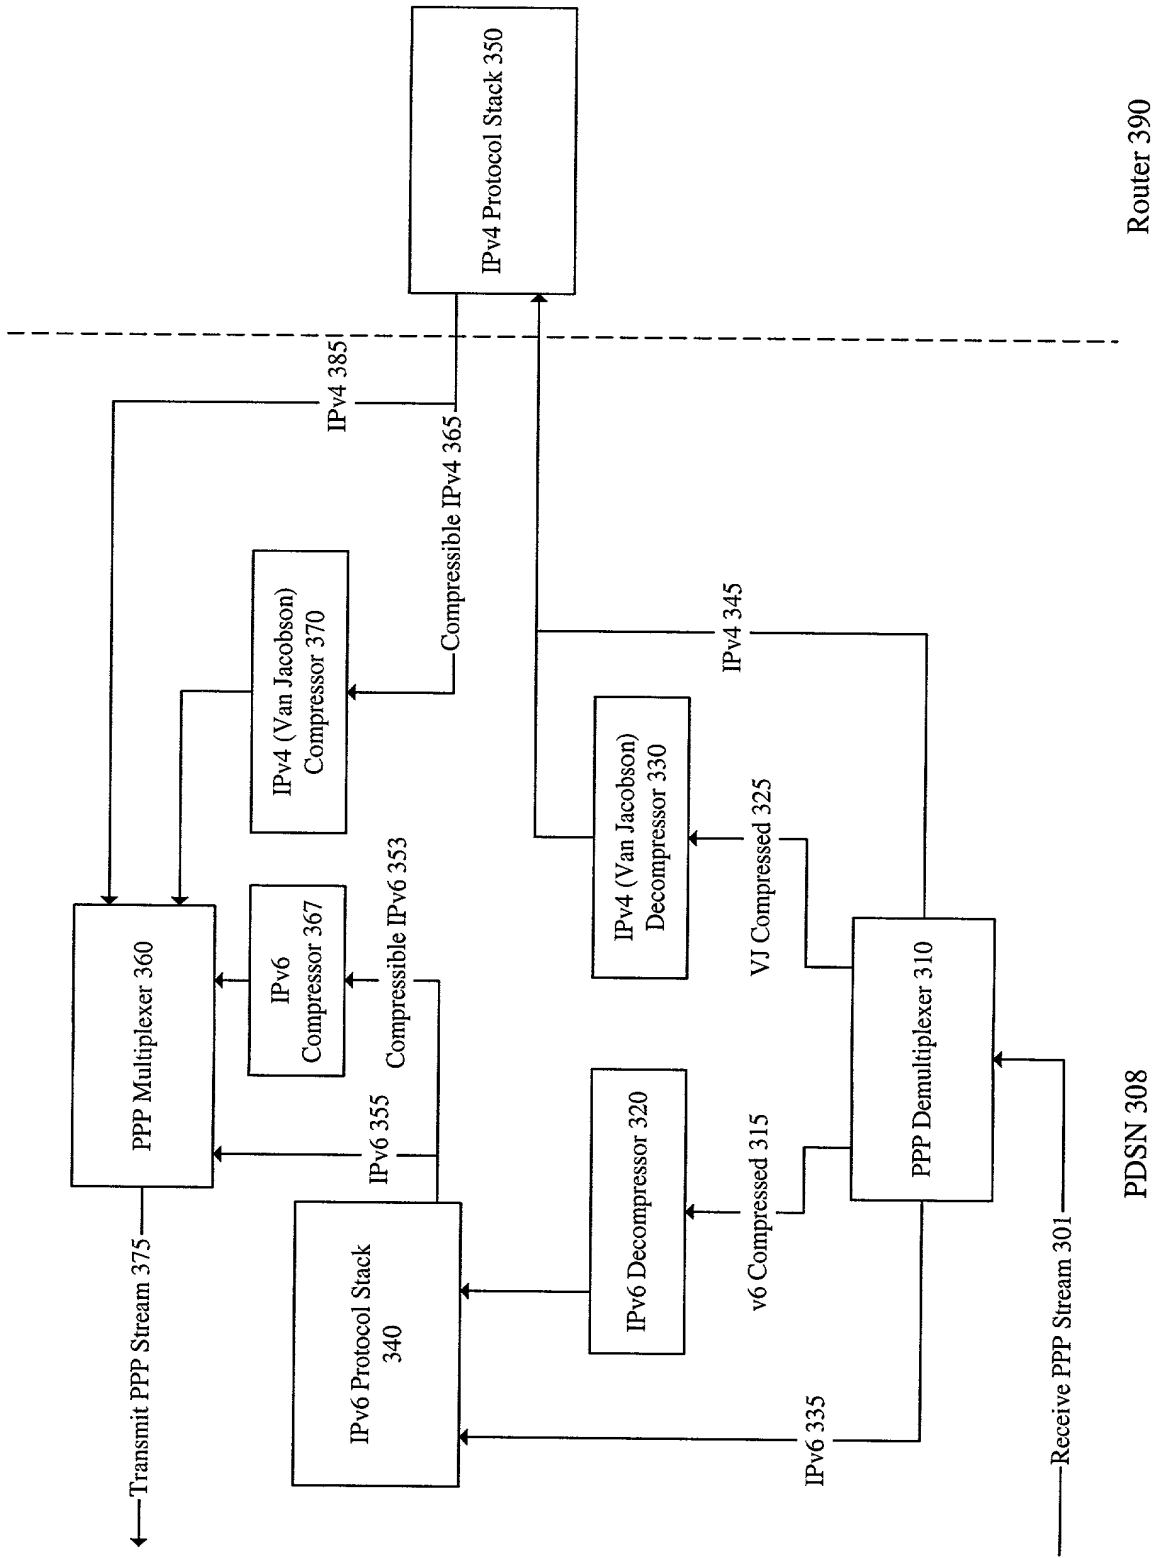 Transmit PPP Stream 375
PPP Multiplexer 360
IPv6 Protocol Stack
340
IPv6 355
IPv6
Compressor 367
Compressible IPv6 353
IPv4 (Van Jacobson)
Compressor 370
Compressible IPv4 365
IPv4 385
IPv4 Protocol Stack 350
IPv6 Decompressor 320
IPv4 (Van Jacobson)
Decompressor 330
IPv6 335
v6 Compressed 315
VJ Compressed 325
IPv4 345
PPP Demultiplexer 310
Receive PPP Stream 301
PDSN 308
Router 390